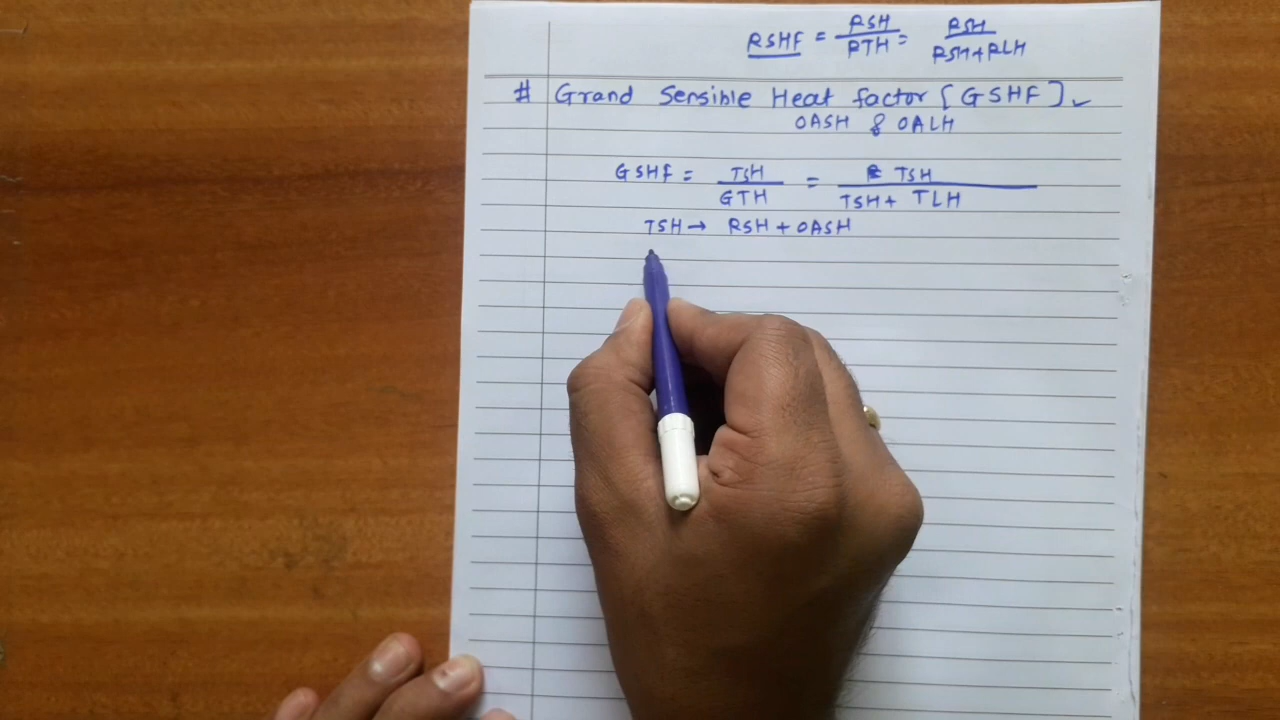 RSHF = RSH / RTH = RSH / RSH+RLH
# Grand Sensible Heat factor [GSHF] ✓
OASH & OALH
GSHF = TSH / GTH = TSH / TSH + TLH
TSH → RSH + OASH